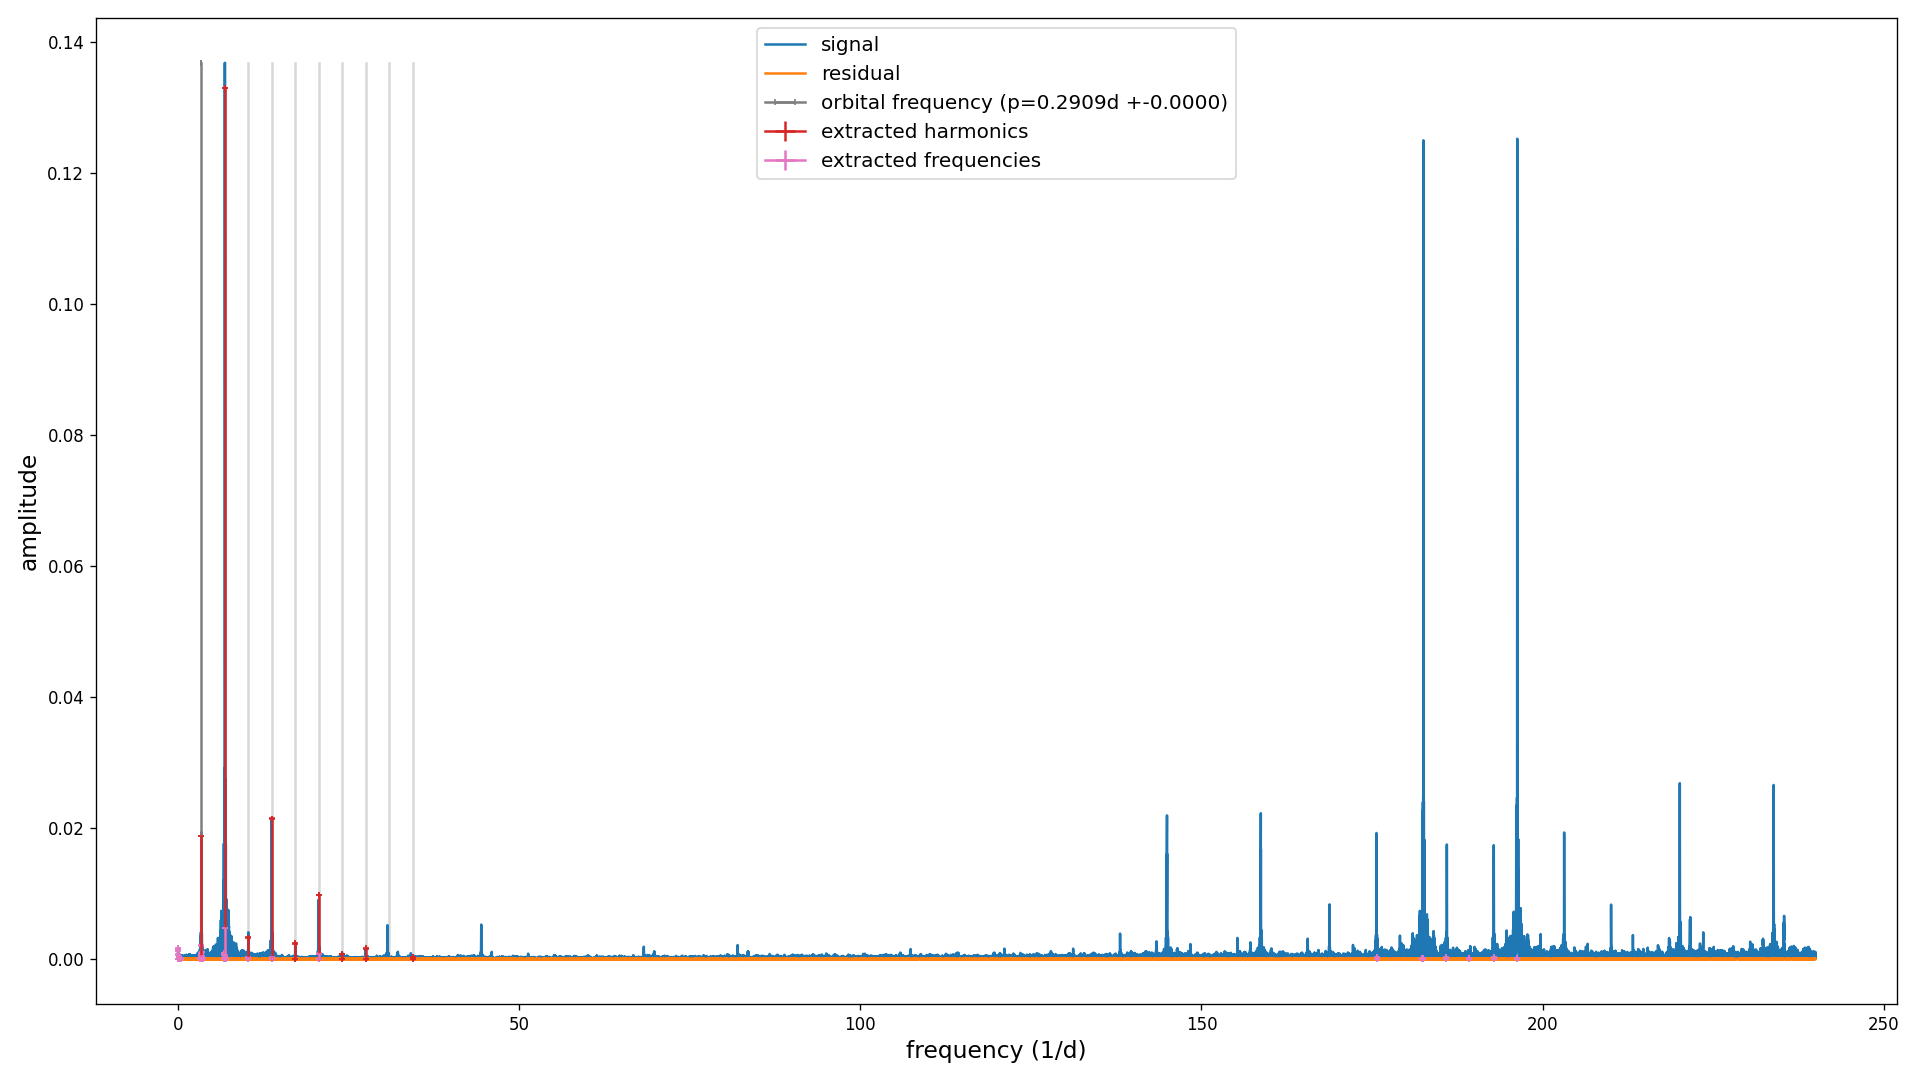 signal
residual
orbital frequency (p=0.2909d +-0.0000)
extracted harmonics
extracted frequencies
amplitude
0.14
0.12
0.10
0.08
0.06
0.04
0.02
0.00
0 50 100 150 200 250
frequency (1/d)